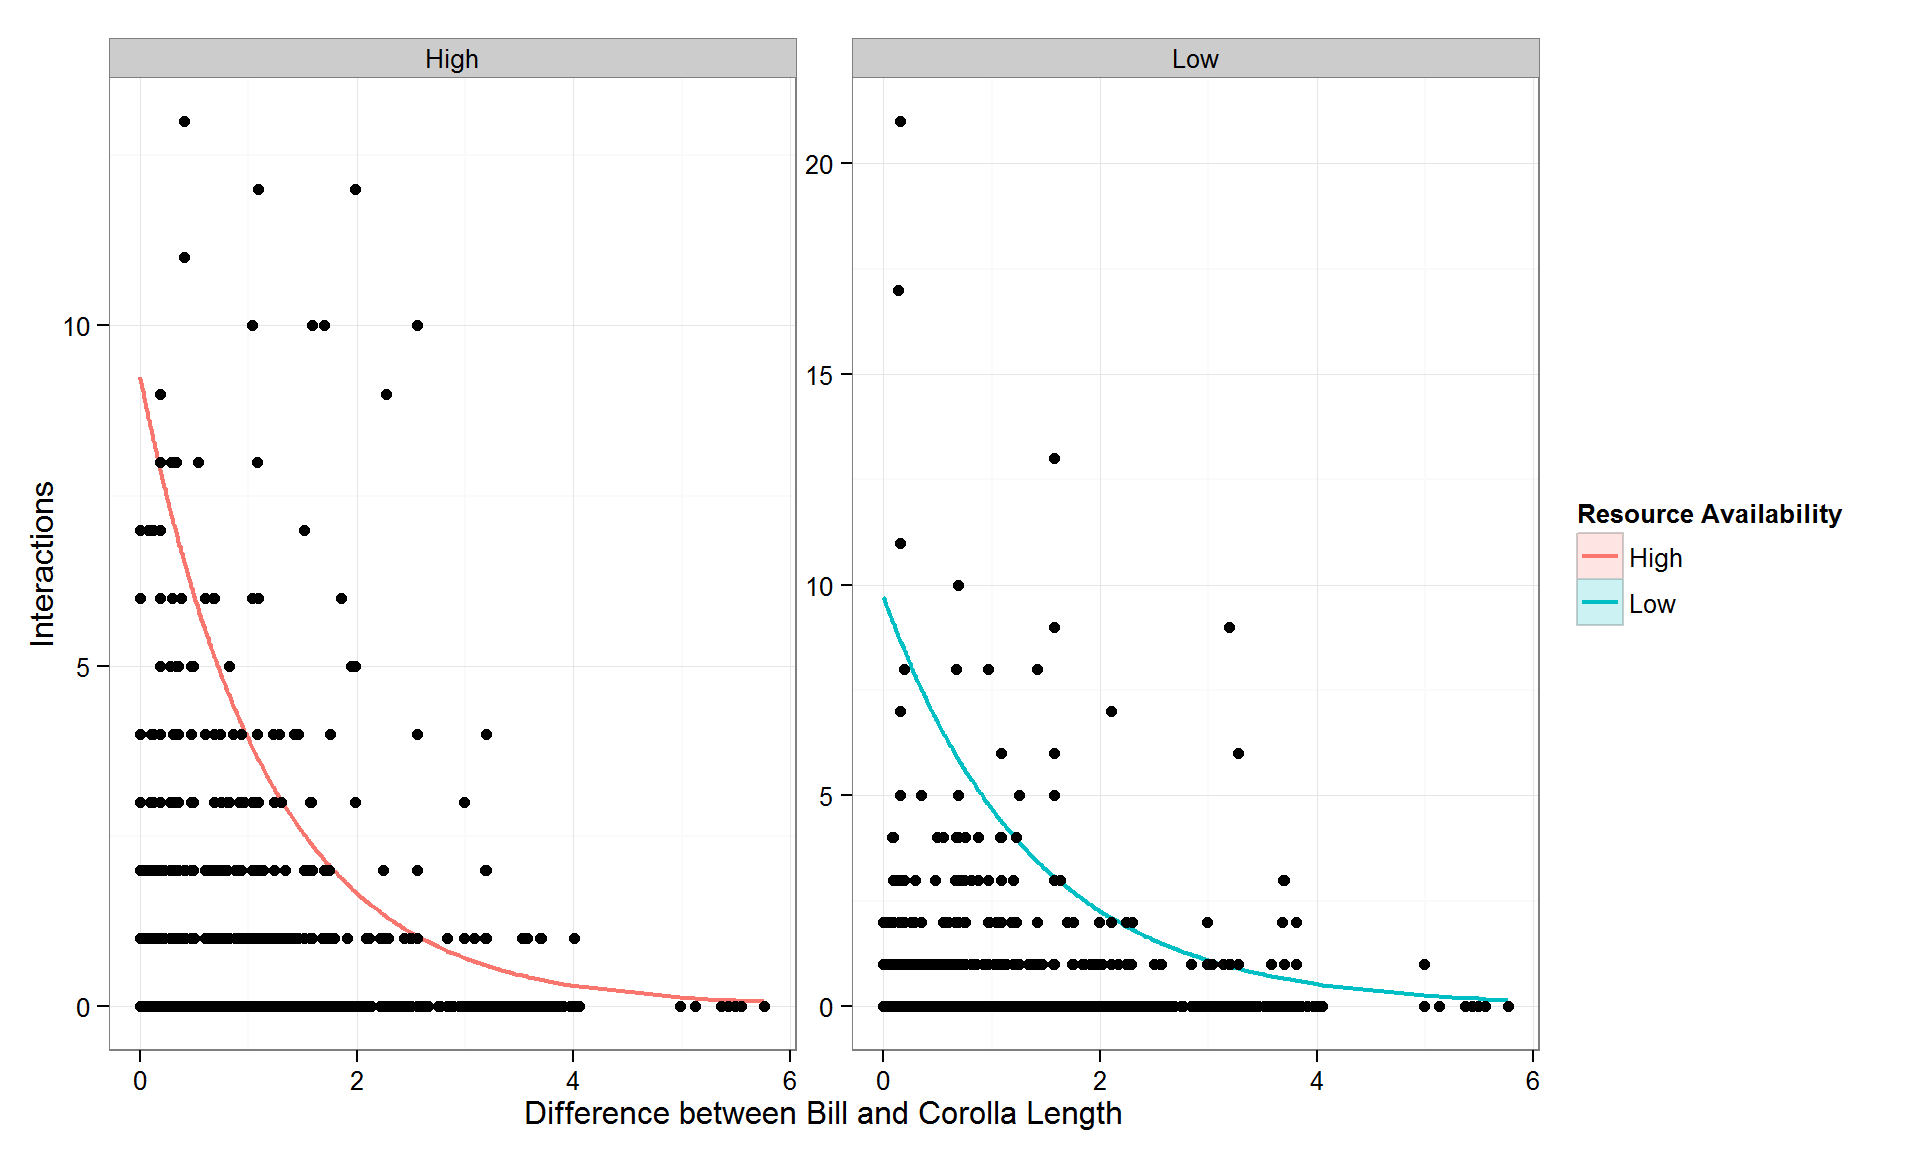 High
Low
10
5
0
20
15
10
5
0
0 2 4 6
0 2 4 6
Interactions
Difference between Bill and Corolla Length
Resource Availability
High
Low